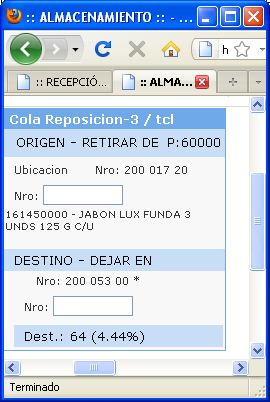 :: ALMACENAMIENTO :: - ...
h
:: RECEPCIÓ...
:: ALMA...
Cola Reposicion-3 / tcl
ORIGEN - RETIRAR DE P:60000
Ubicacion Nro: 200 017 20
Nro:
161450000 - JABON LUX FUNDA 3
UNDS 125 G C/U
DESTINO - DEJAR EN
Nro: 200 053 00 *
Nro:
Dest.: 64 (4.44%)
Terminado